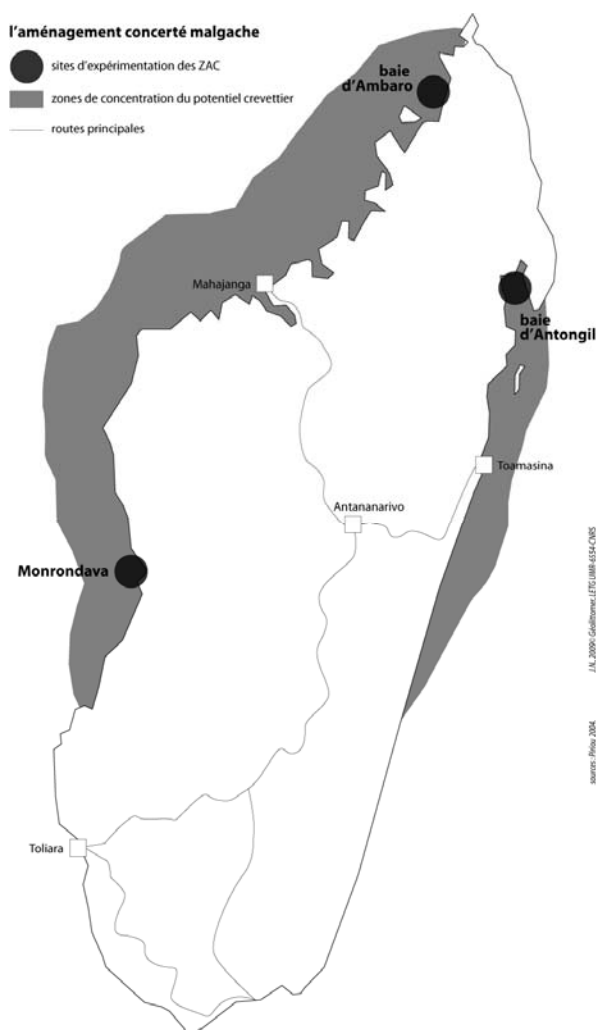 l'aménagement concerté malgache
sites d'expérimentation des ZAC
zones de concentration du potentiel crevettier
routes principales
baie
d'Ambaro
Mahajanga
baie
d'Antongil
Toamasina
Antananarivo
Monrondava
Toliara
J.N. 2009© Géolittomer, LETG UMR-6554-CNRS
sources : Piriou 2004.